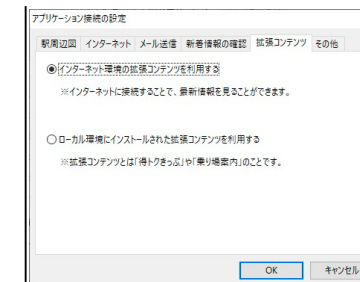 アプリケーション接続の設定
駅周辺図 インターネット メール送信 新着情報の確認 拡張コンテンツ その他
インターネット環境の拡張コンテンツを利用する
※インターネットに接続することで、最新情報を見ることができます。
ローカル環境にインストールされた拡張コンテンツを利用する
※拡張コンテンツとは「得トクきっぷ」や「乗り場案内」のことです。
OK キャンセル